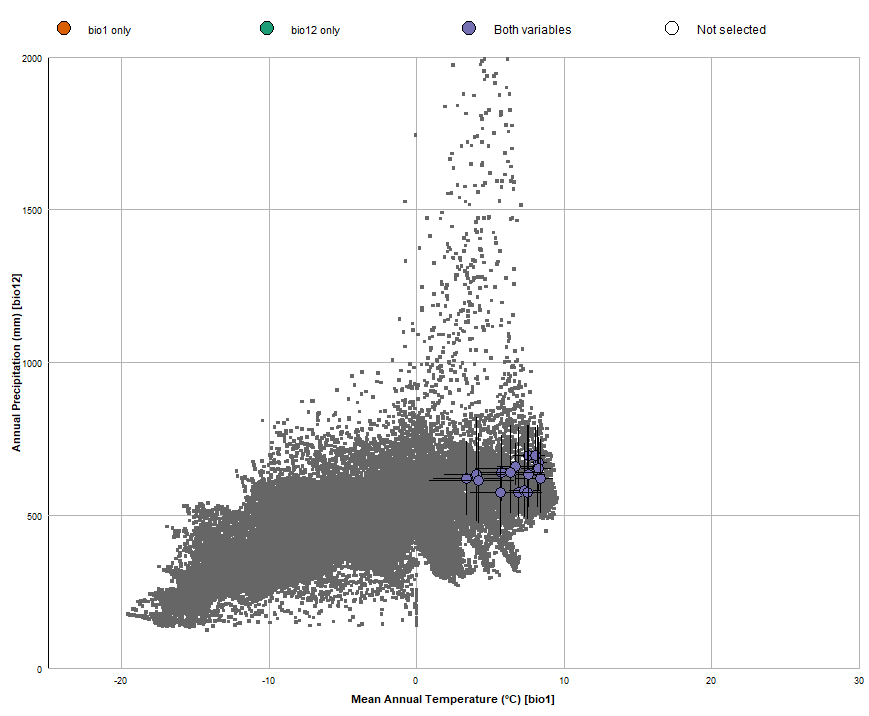 bio1 only
bio12 only
Both variables
Not selected
2000
1500
1000
500
0
Annual Precipitation (mm) [bio12]
-20
-10
0
10
20
30
Mean Annual Temperature (°C) [bio1]